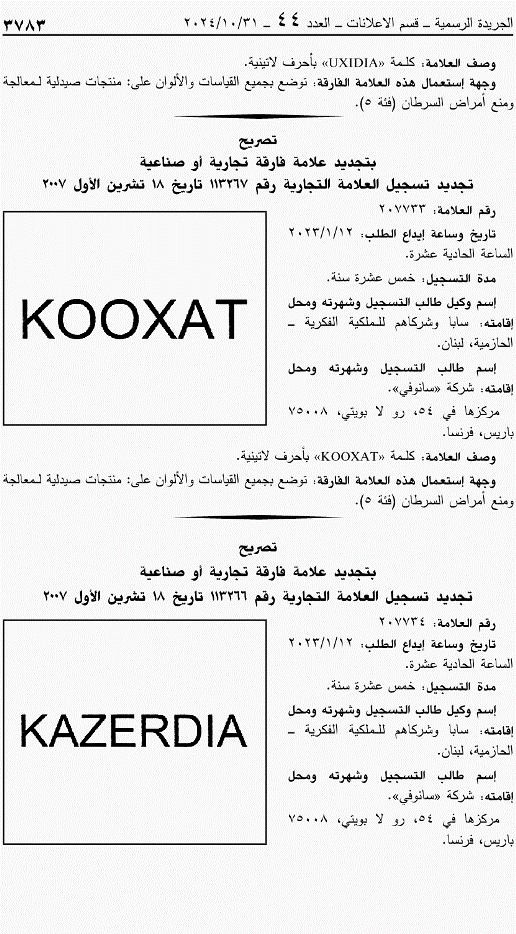 الجريدة الرسمية ــ قسم الاعلانات ــ العدد ٤٤ ــ ٢٠٢٤/١٠/٣١
٣٧٨٣
وصف العلامة: كلمة «UXIDIA» بأحرف لاتينية.
وجهة إستعمال هذه العلامة الفارقة: توضع بجميع القياسات والألوان على: منتجات صيدلية لمعالجة
ومنع أمراض السرطان (فئة ٥).
تصريح
بتجديد علامة فارقة تجارية أو صناعية
تجديد تسجيل العلامة التجارية رقم ١١٣٢٦٧ تاريخ ١٨ تشرين الأول ٢٠٠٧
رقم العلامة: ٢٠٧٧٣٣
تاريخ وساعة إيداع الطلب: ٢٠٢٣/١/١٢
الساعة الحادية عشرة.
مدة التسجيل: خمس عشرة سنة.
إسم وكيل طالب التسجيل وشهرته ومحل
إقامته: سابا وشركاهم للملكية الفكرية ــ
الحازمية، لبنان.
إسم طالب التسجيل وشهرته ومحل
إقامته: شركة «سانوفي».
مركزها في ٥٤، رو لا بويتي، ٧٥٠٠٨
باريس، فرنسا.
KOOXAT
وصف العلامة: كلمة «KOOXAT» بأحرف لاتينية.
وجهة إستعمال هذه العلامة الفارقة: توضع بجميع القياسات والألوان على: منتجات صيدلية لمعالجة
ومنع أمراض السرطان (فئة ٥).
تصريح
بتجديد علامة فارقة تجارية أو صناعية
تجديد تسجيل العلامة التجارية رقم ١١٣٢٦٦ تاريخ ١٨ تشرين الأول ٢٠٠٧
رقم العلامة: ٢٠٧٧٣٤
تاريخ وساعة إيداع الطلب: ٢٠٢٣/١/١٢
الساعة الحادية عشرة.
مدة التسجيل: خمس عشرة سنة.
إسم وكيل طالب التسجيل وشهرته ومحل
إقامته: سابا وشركاهم للملكية الفكرية ــ
الحازمية، لبنان.
إسم طالب التسجيل وشهرته ومحل
إقامته: شركة «سانوفي».
مركزها في ٥٤، رو لا بويتي، ٧٥٠٠٨
باريس، فرنسا.
KAZERDIA